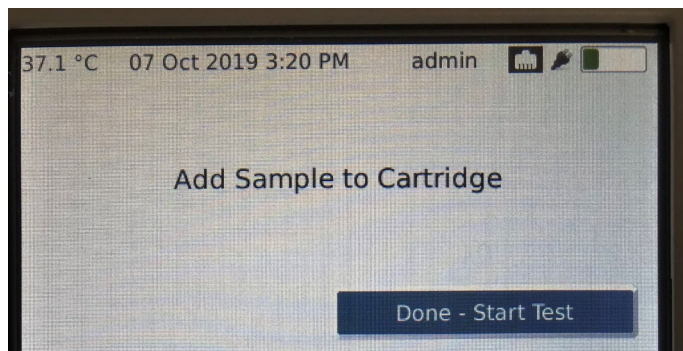 37.1 °C 07 Oct 2019 3:20 PM admin
Add Sample to Cartridge
Done - Start Test